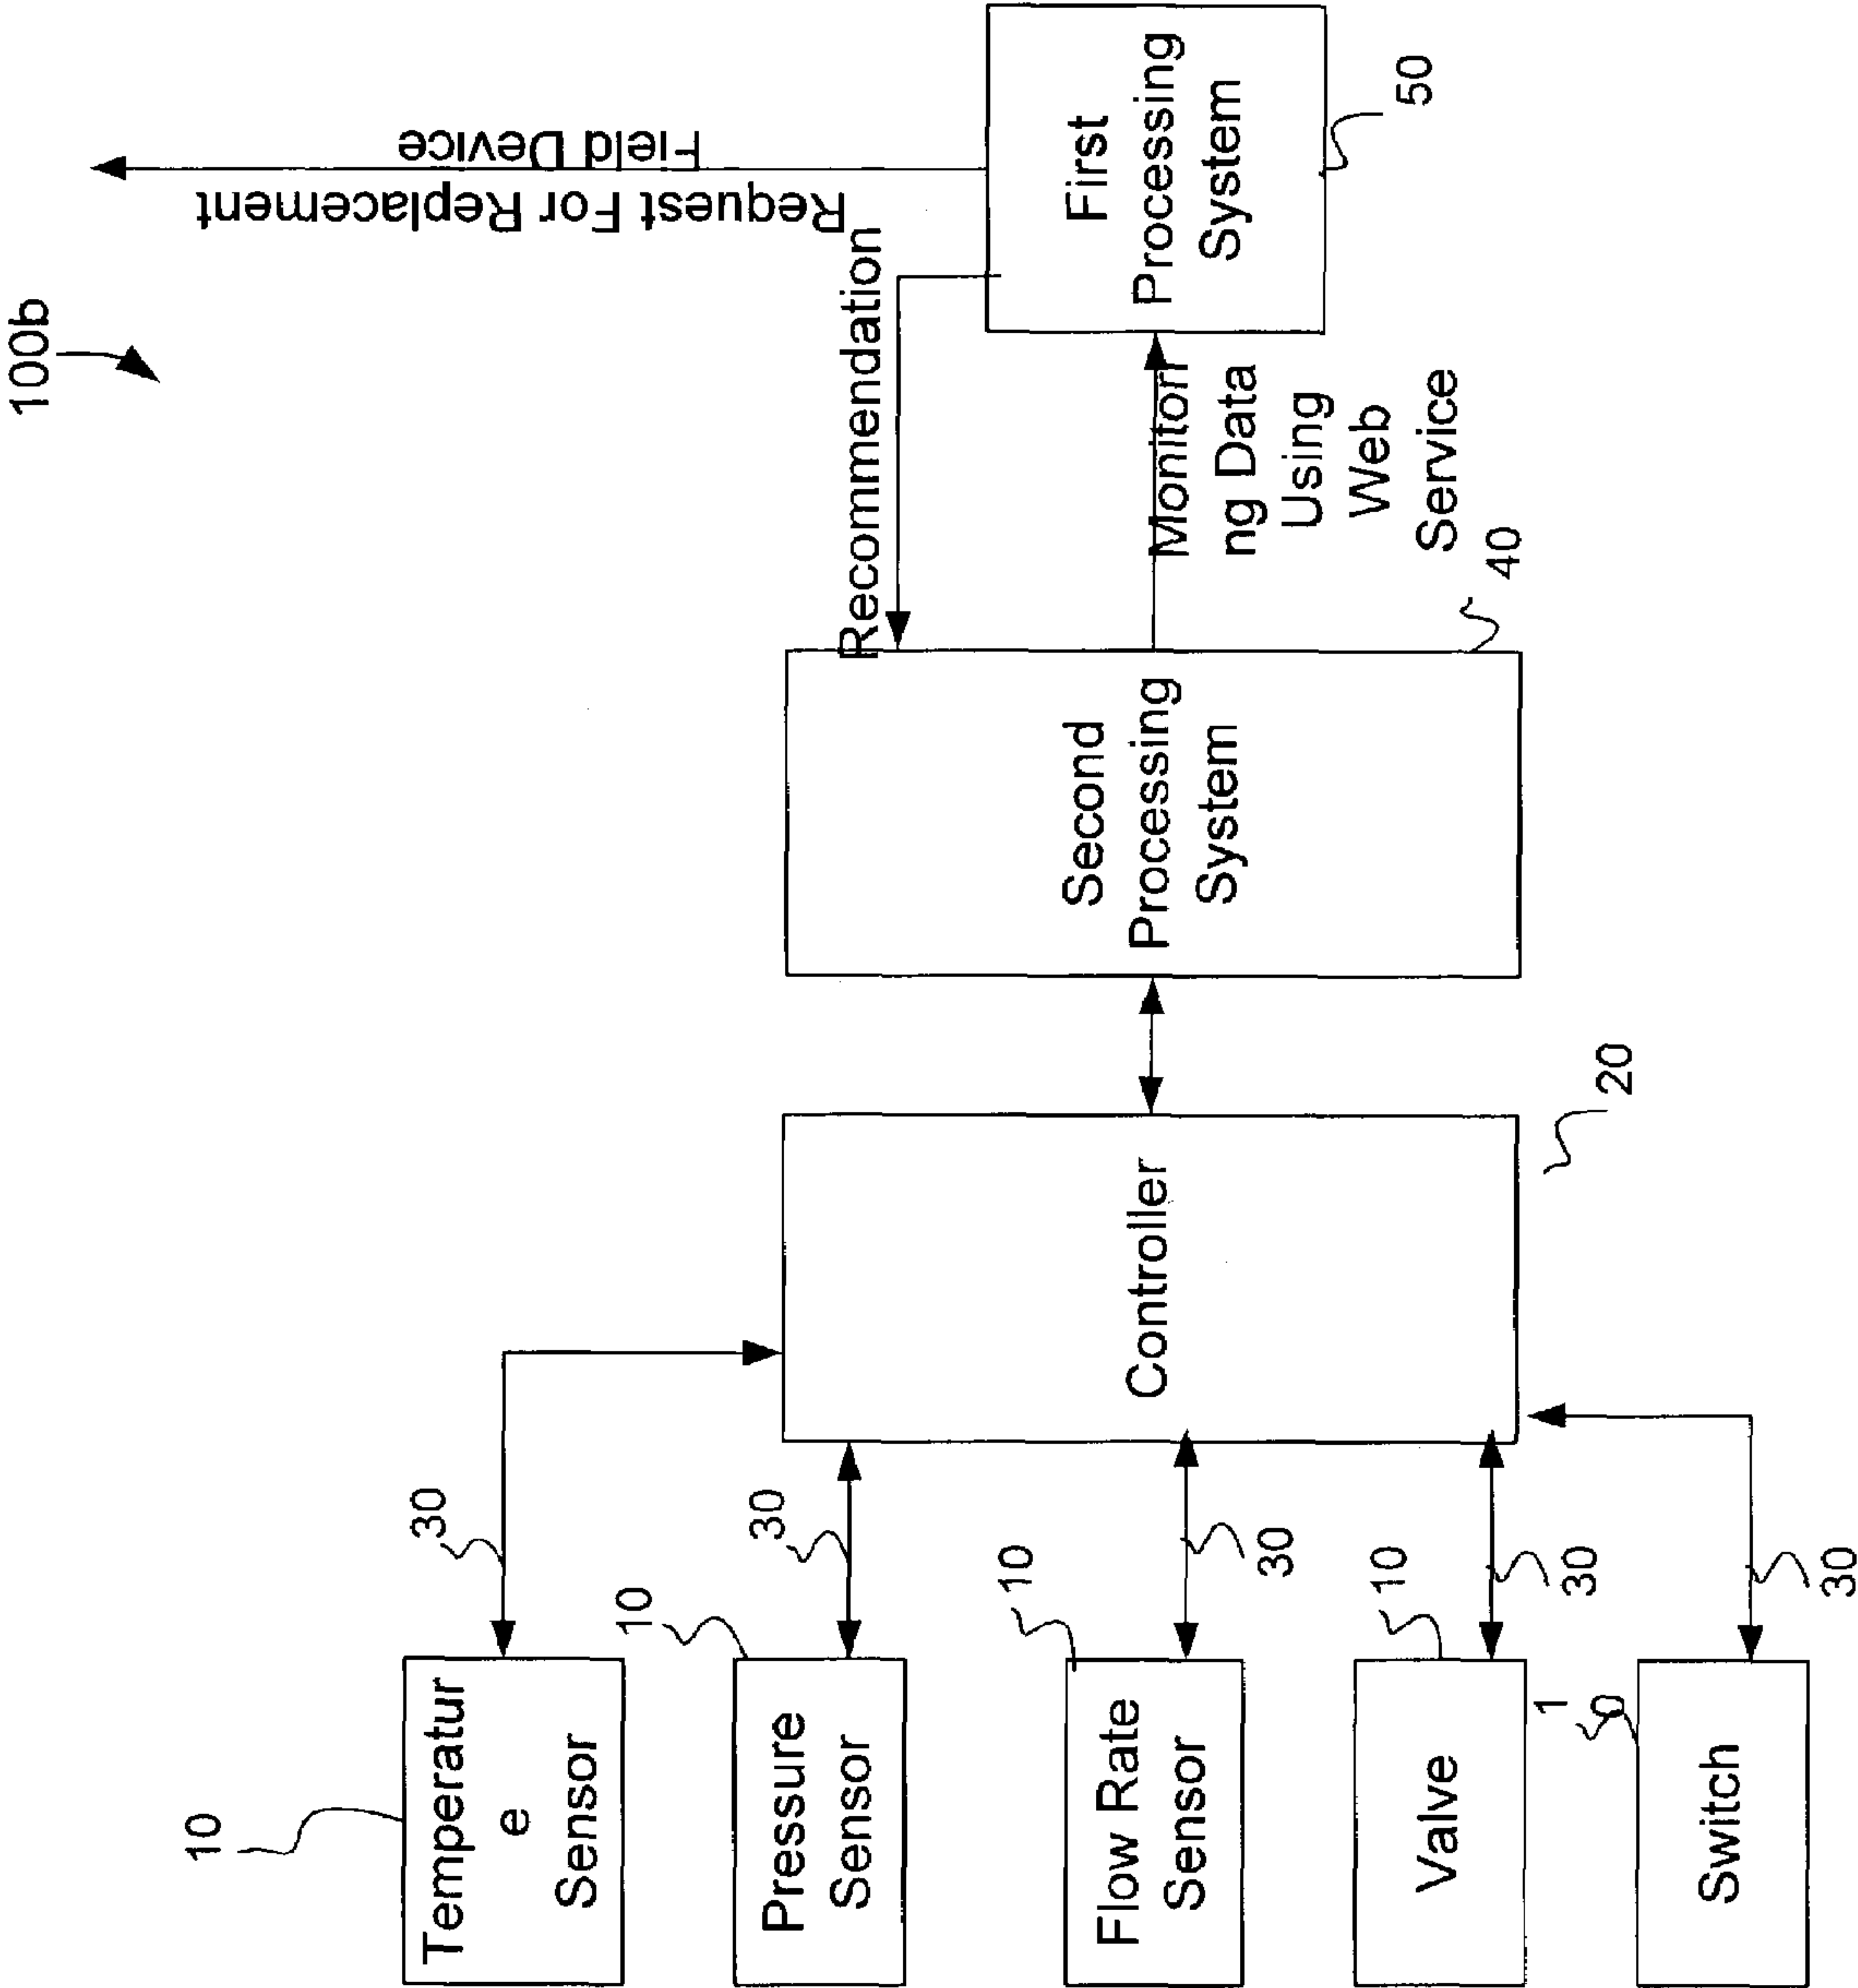 100b
10
Temperatur
e
Sensor
30
10
Pressure
Sensor
30
10
Flow Rate
Sensor
30
10
Valve
30
1
0
Switch
30
Controller
20
Second
Processing
System
40
Recommendation
Monitori
ng Data
Using
Web
Service
First
Processing
System
50
Request For Replacement
Field Device